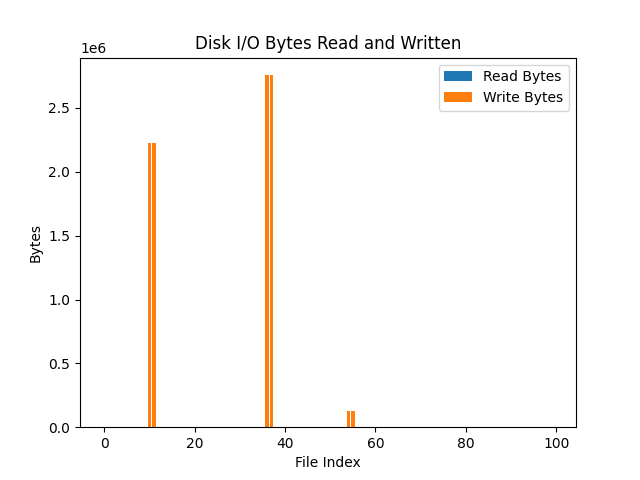 Disk I/O Bytes Read and Written
1e6
Read Bytes
Write Bytes
2.5
2.0
1.5
1.0
0.5
0.0
Bytes
0 20 40 60 80 100
File Index